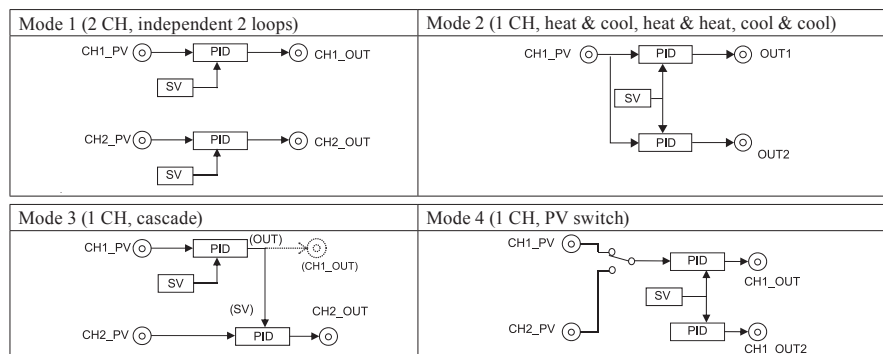 Mode 1 (2 CH, independent 2 loops)
CH1_PV
PID
CH1_OUT
SV
CH2_PV
PID
CH2_OUT
SV
Mode 2 (1 CH, heat & cool, heat & heat, cool & cool)
CH1_PV
PID
OUT1
SV
PID
OUT2
Mode 3 (1 CH, cascade)
CH1_PV
PID
(OUT)
(CH1_OUT)
SV
(SV)
CH2_OUT
CH2_PV
PID
Mode 4 (1 CH, PV switch)
CH1_PV
PID
CH1_OUT
SV
CH2_PV
PID
CH1_OUT2